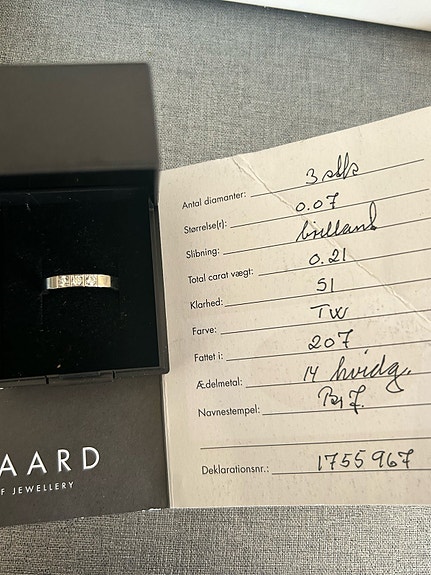 Antal diamanter: 3 stk
Størrelse(r): 0.07
Slibning: brilland
Total carat vægt: 0.21
Klarhed: SI
Farve: TW
Fattet i: 207
Ædelmetal: 14 hvidg.
Navnestempel:
Deklarationsnr.: 1755967
AARD
F JEWELLERY